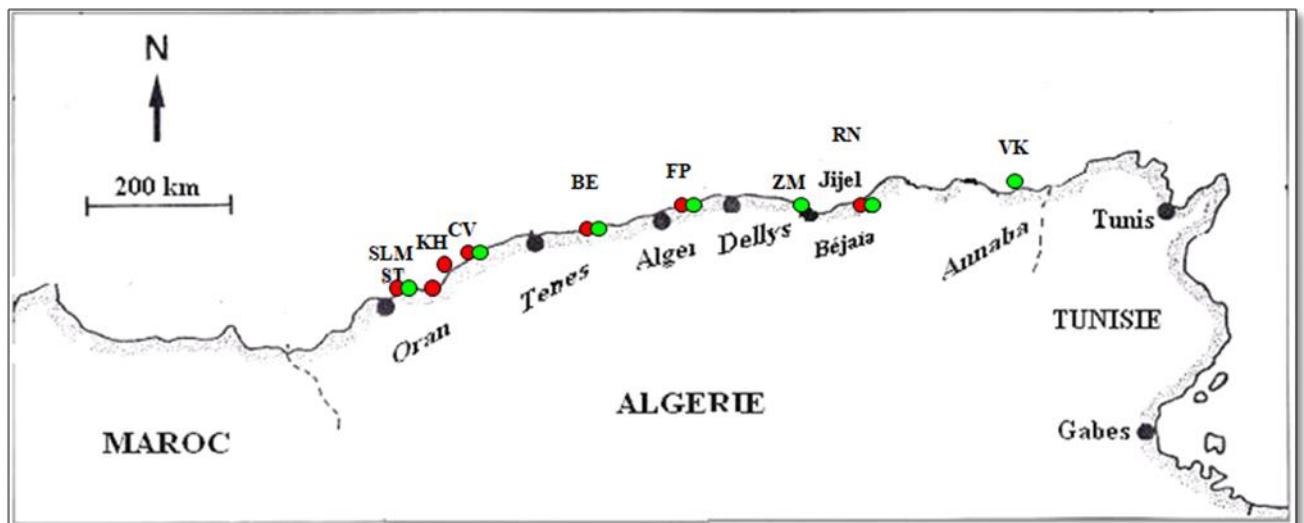 N
200 km
SLM
ST
KH
CV
BE
FP
ZM
RN
VK
Jijel
Oran
Tenes
Alger
Dellys
Béjaia
Annaba
Tunis
TUNISIE
ALGERIE
MAROC
Gabes